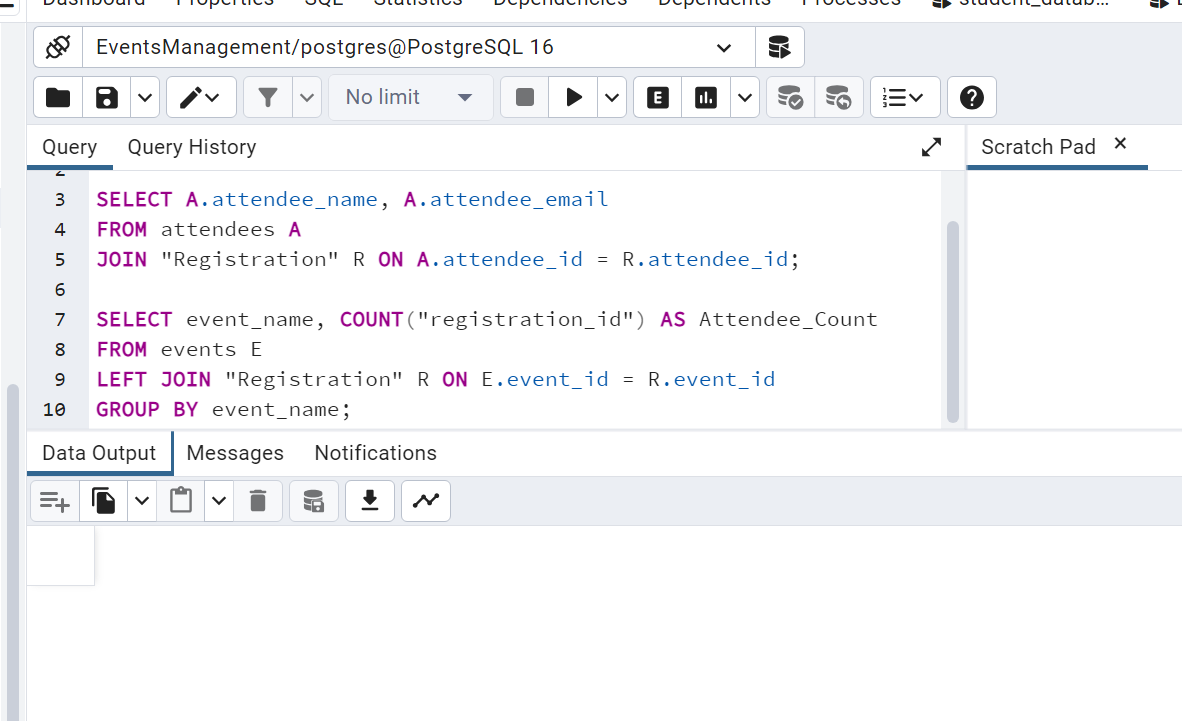 Dashboard Properties SQL Statistics Dependencies Dependents Processes student_datab...
EventsManagement/postgres@PostgreSQL 16
No limit
E
Query Query History Scratch Pad
2
3 SELECT A.attendee_name, A.attendee_email
4 FROM attendees A
5 JOIN "Registration" R ON A.attendee_id = R.attendee_id;
6
7 SELECT event_name, COUNT("registration_id") AS Attendee_Count
8 FROM events E
9 LEFT JOIN "Registration" R ON E.event_id = R.event_id
10 GROUP BY event_name;
Data Output Messages Notifications